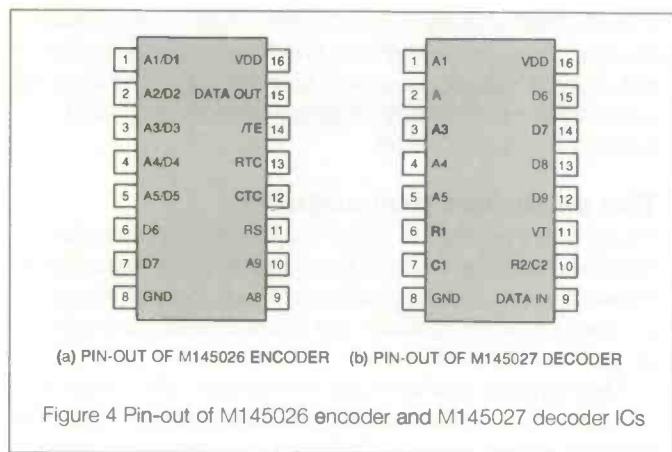 1 A1/D1 VDD 16
2 A2/D2 DATA OUT 15
3 A3/D3 /TE 14
4 A4/D4 RTC 13
5 A5/D5 CTC 12
6 D6 RS 11
7 D7 A9 10
8 GND A8 9
(a) PIN-OUT OF M145026 ENCODER
1 A1 VDD 16
2 A D6 15
3 A3 D7 14
4 A4 D8 13
5 A5 D9 12
6 R1 VT 11
7 C1 R2/C2 10
8 GND DATA IN 9
(b) PIN-OUT OF M145027 DECODER
Figure 4 Pin-out of M145026 encoder and M145027 decoder ICs